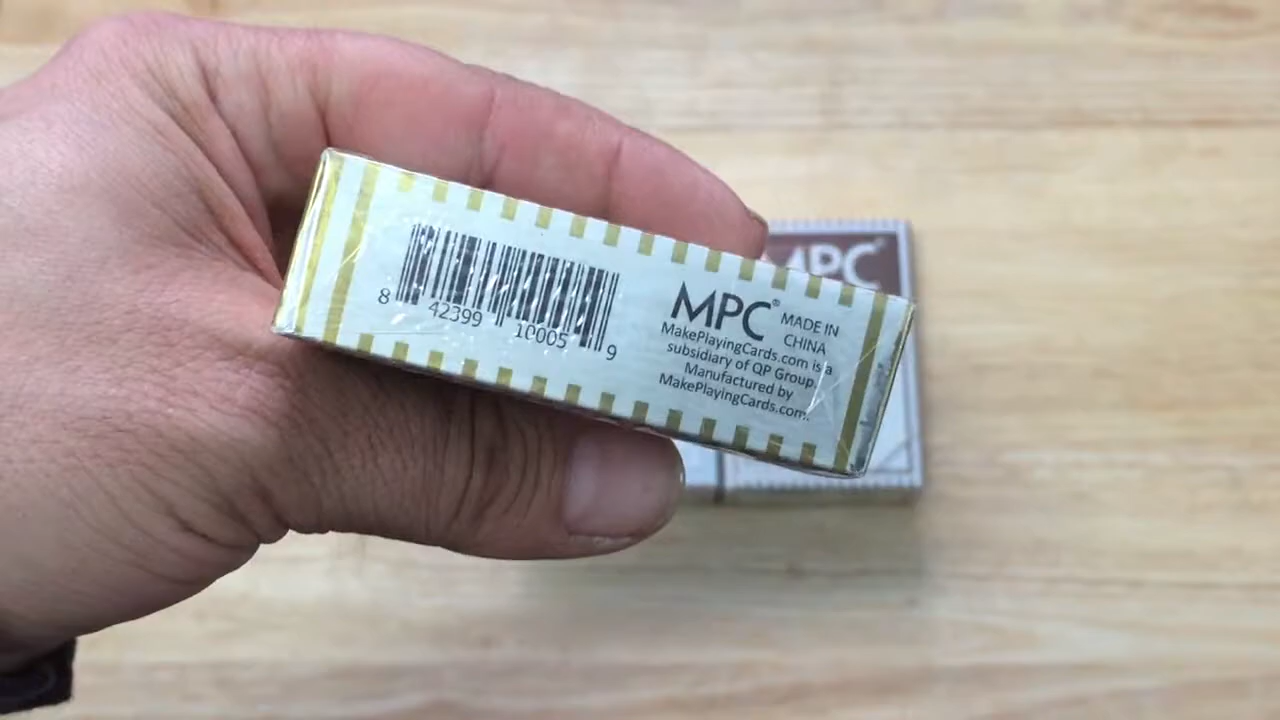 8 42399 10005 9
MPC® MADE IN
CHINA
MakePlayingCards.com is a
subsidiary of QP Group.
Manufactured by
MakePlayingCards.com.
MPC®